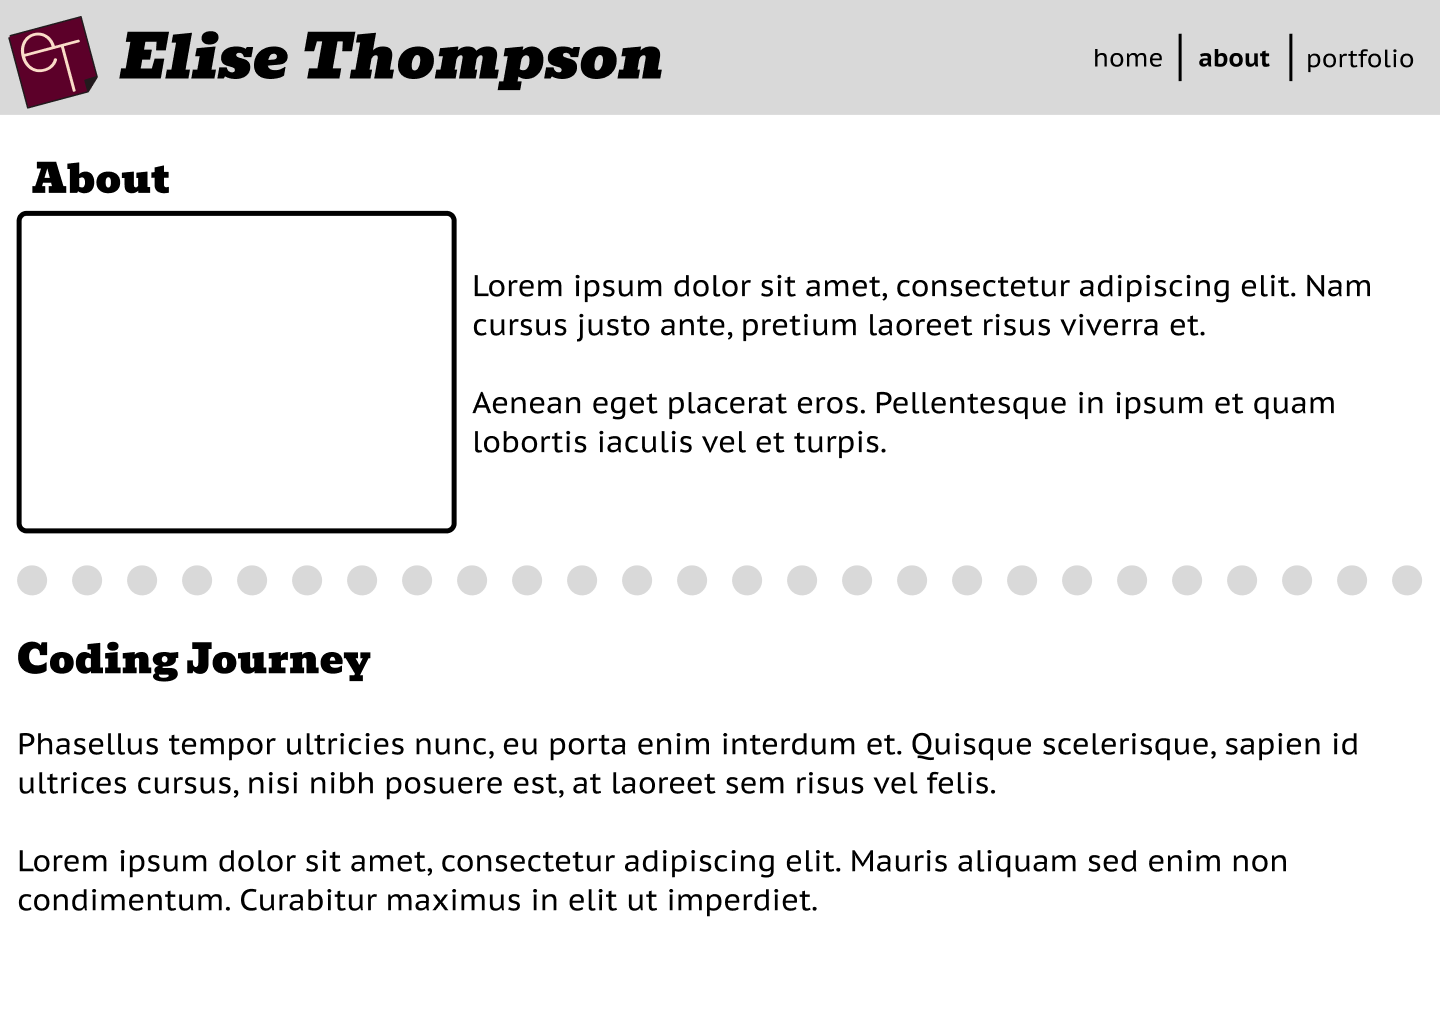 eT
Elise Thompson
home about portfolio
About
Lorem ipsum dolor sit amet, consectetur adipiscing elit. Nam
cursus justo ante, pretium laoreet risus viverra et.
Aenean eget placerat eros. Pellentesque in ipsum et quam
lobortis iaculis vel et turpis.
Coding Journey
Phasellus tempor ultricies nunc, eu porta enim interdum et. Quisque scelerisque, sapien id
ultrices cursus, nisi nibh posuere est, at laoreet sem risus vel felis.
Lorem ipsum dolor sit amet, consectetur adipiscing elit. Mauris aliquam sed enim non
condimentum. Curabitur maximus in elit ut imperdiet.